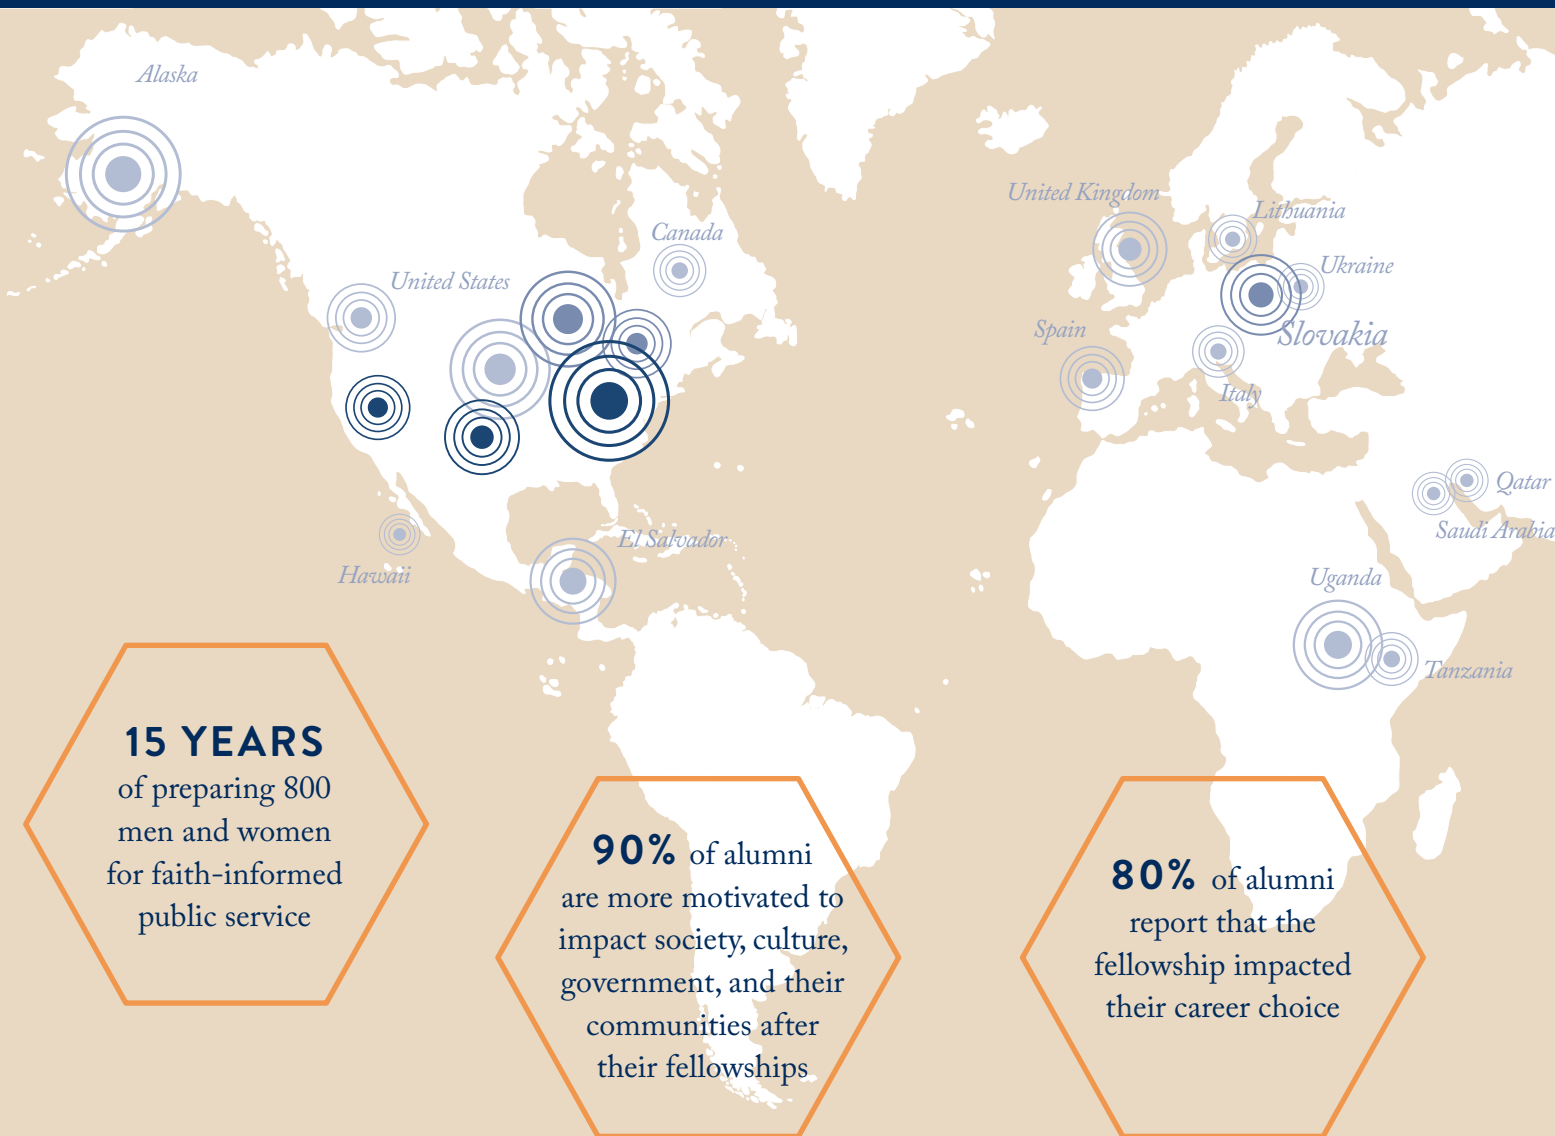 Alaska
United Kingdom
Lithuania
Canada
Ukraine
United States
Spain
Slovakia
Italy
Qatar
Saudi Arabia
El Salvador
Hawaii
Uganda
Tanzania
15 YEARS
of preparing 800
men and women
for faith-informed
public service
90% of alumni
are more motivated to
impact society, culture,
government, and their
communities after
their fellowships
80% of alumni
report that the
fellowship impacted
their career choice